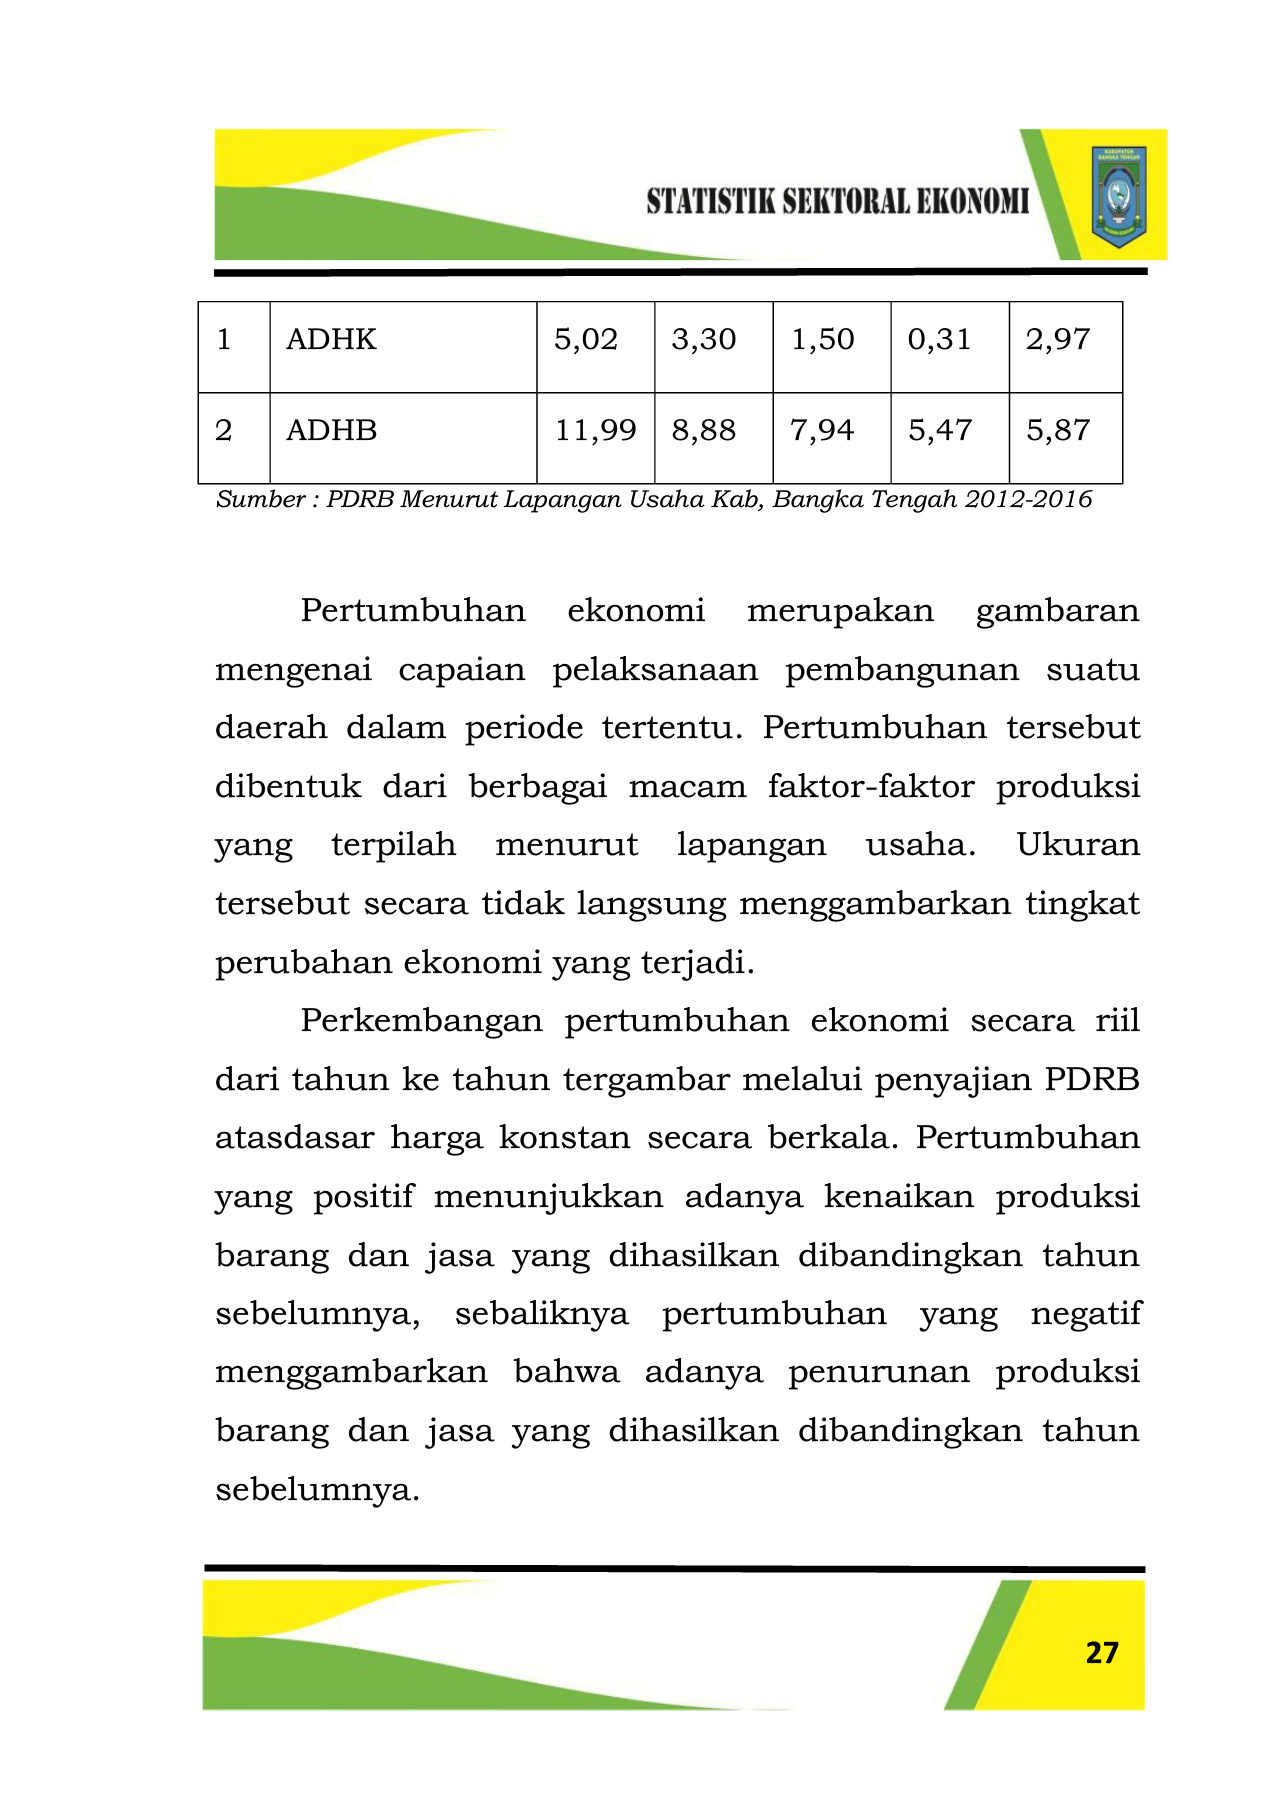 STATISTIK SEKTORAL EKONOMI
KABUPATEN
BANGKA TENGAH
1 ADHK 5,02 3,30 1,50 0,31 2,97
2 ADHB 11,99 8,88 7,94 5,47 5,87
Sumber : PDRB Menurut Lapangan Usaha Kab, Bangka Tengah 2012-2016
Pertumbuhan ekonomi merupakan gambaran
mengenai capaian pelaksanaan pembangunan suatu
daerah dalam periode tertentu. Pertumbuhan tersebut
dibentuk dari berbagai macam faktor-faktor produksi
yang terpilah menurut lapangan usaha. Ukuran
tersebut secara tidak langsung menggambarkan tingkat
perubahan ekonomi yang terjadi.
Perkembangan pertumbuhan ekonomi secara riil
dari tahun ke tahun tergambar melalui penyajian PDRB
atasdasar harga konstan secara berkala. Pertumbuhan
yang positif menunjukkan adanya kenaikan produksi
barang dan jasa yang dihasilkan dibandingkan tahun
sebelumnya, sebaliknya pertumbuhan yang negatif
menggambarkan bahwa adanya penurunan produksi
barang dan jasa yang dihasilkan dibandingkan tahun
sebelumnya.
27